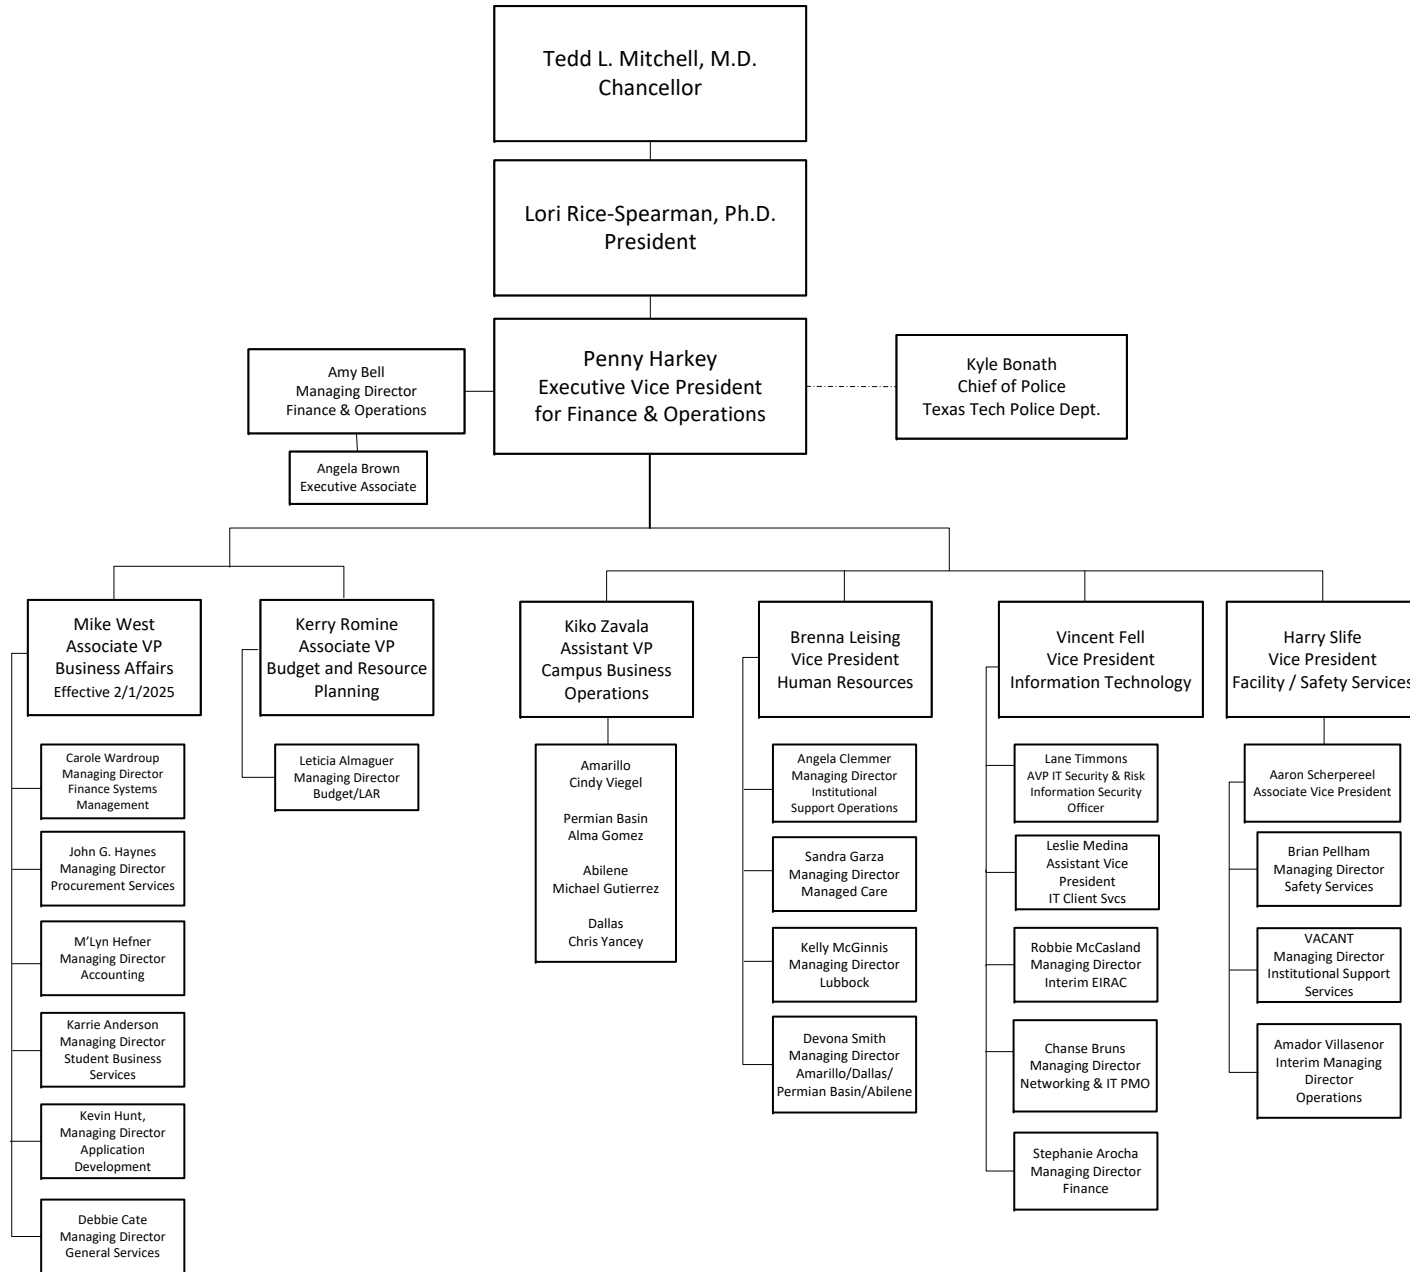 Tedd L. Mitchell, M.D.
Chancellor
Lori Rice-Spearman, Ph.D.
President
Penny Harkey
Executive Vice President
for Finance & Operations
Amy Bell
Managing Director
Finance & Operations
Angela Brown
Executive Associate
Kyle Bonath
Chief of Police
Texas Tech Police Dept.
Mike West
Associate VP
Business Affairs
Effective 2/1/2025
Carole Wardroup
Managing Director
Finance Systems
Management
John G. Haynes
Managing Director
Procurement Services
M’Lyn Hefner
Managing Director
Accounting
Karrie Anderson
Managing Director
Student Business
Services
Kevin Hunt,
Managing Director
Application
Development
Debbie Cate
Managing Director
General Services
Kerry Romine
Associate VP
Budget and Resource
Planning
Leticia Almaguer
Managing Director
Budget/LAR
Kiko Zavala
Assistant VP
Campus Business
Operations
Amarillo
Cindy Viegel
Permian Basin
Alma Gomez
Abilene
Michael Gutierrez
Dallas
Chris Yancey
Brenna Leising
Vice President
Human Resources
Angela Clemmer
Managing Director
Institutional
Support Operations
Sandra Garza
Managing Director
Managed Care
Kelly McGinnis
Managing Director
Lubbock
Devona Smith
Managing Director
Amarillo/Dallas/
Permian Basin/Abilene
Vincent Fell
Vice President
Information Technology
Lane Timmons
AVP IT Security & Risk
Information Security
Officer
Leslie Medina
Assistant Vice
President
IT Client Svcs
Robbie McCasland
Managing Director
Interim EIRAC
Chanse Bruns
Managing Director
Networking & IT PMO
Stephanie Arocha
Managing Director
Finance
Harry Slife
Vice President
Facility / Safety Services
Aaron Scherpereel
Associate Vice President
Brian Pellham
Managing Director
Safety Services
VACANT
Managing Director
Institutional Support
Services
Amador Villasenor
Interim Managing
Director
Operations